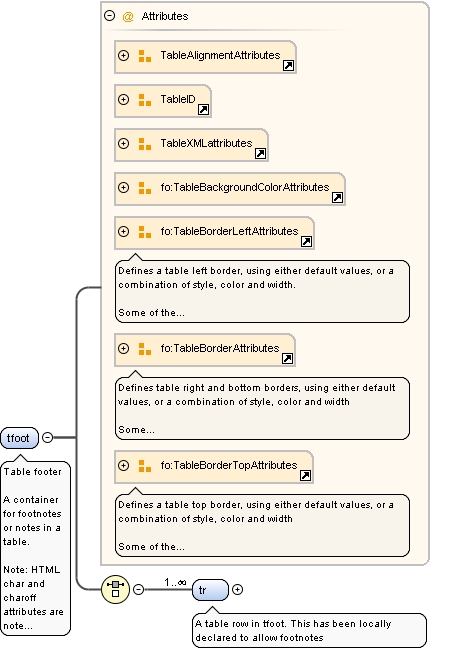 @ Attributes
TableAlignmentAttributes
TableID
TableXMLattributes
fo:TableBackgroundColorAttributes
fo:TableBorderLeftAttributes
Defines a table left border, using either default values, or a
combination of style, color and width.
Some of the...
fo:TableBorderAttributes
Defines table right and bottom borders, using either default
values, or a combination of style, color and width
Some...
fo:TableBorderTopAttributes
Defines a table top border, using either default values, or a
combination of style, color and width
Some of the...
tfoot
Table footer
A container
for footnotes
or notes in a
table.
Note: HTML
char and
charoff
attributes are
note...
1..∞
tr
A table row in tfoot. This has been locally
declared to allow footnotes